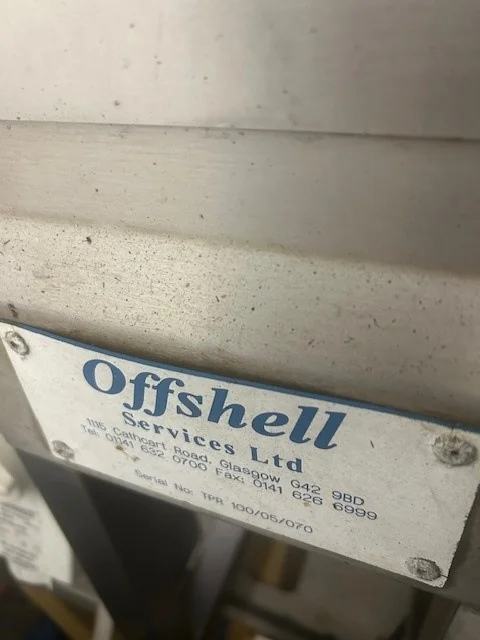 Offshell
Services Ltd
1115 Cathcart Road, Glasgow G42 9BD
Tel: 0141 632 0700 Fax: 0141 626 6999
Serial No: TPR 100/05/070